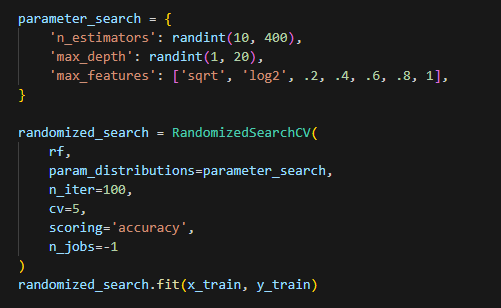 parameter_search = {
    'n_estimators': randint(10, 400),
    'max_depth': randint(1, 20),
    'max_features': ['sqrt', 'log2', .2, .4, .6, .8, 1],
}
randomized_search = RandomizedSearchCV(
    rf,
    param_distributions=parameter_search,
    n_iter=100,
    cv=5,
    scoring='accuracy',
    n_jobs=-1
)
randomized_search.fit(x_train, y_train)